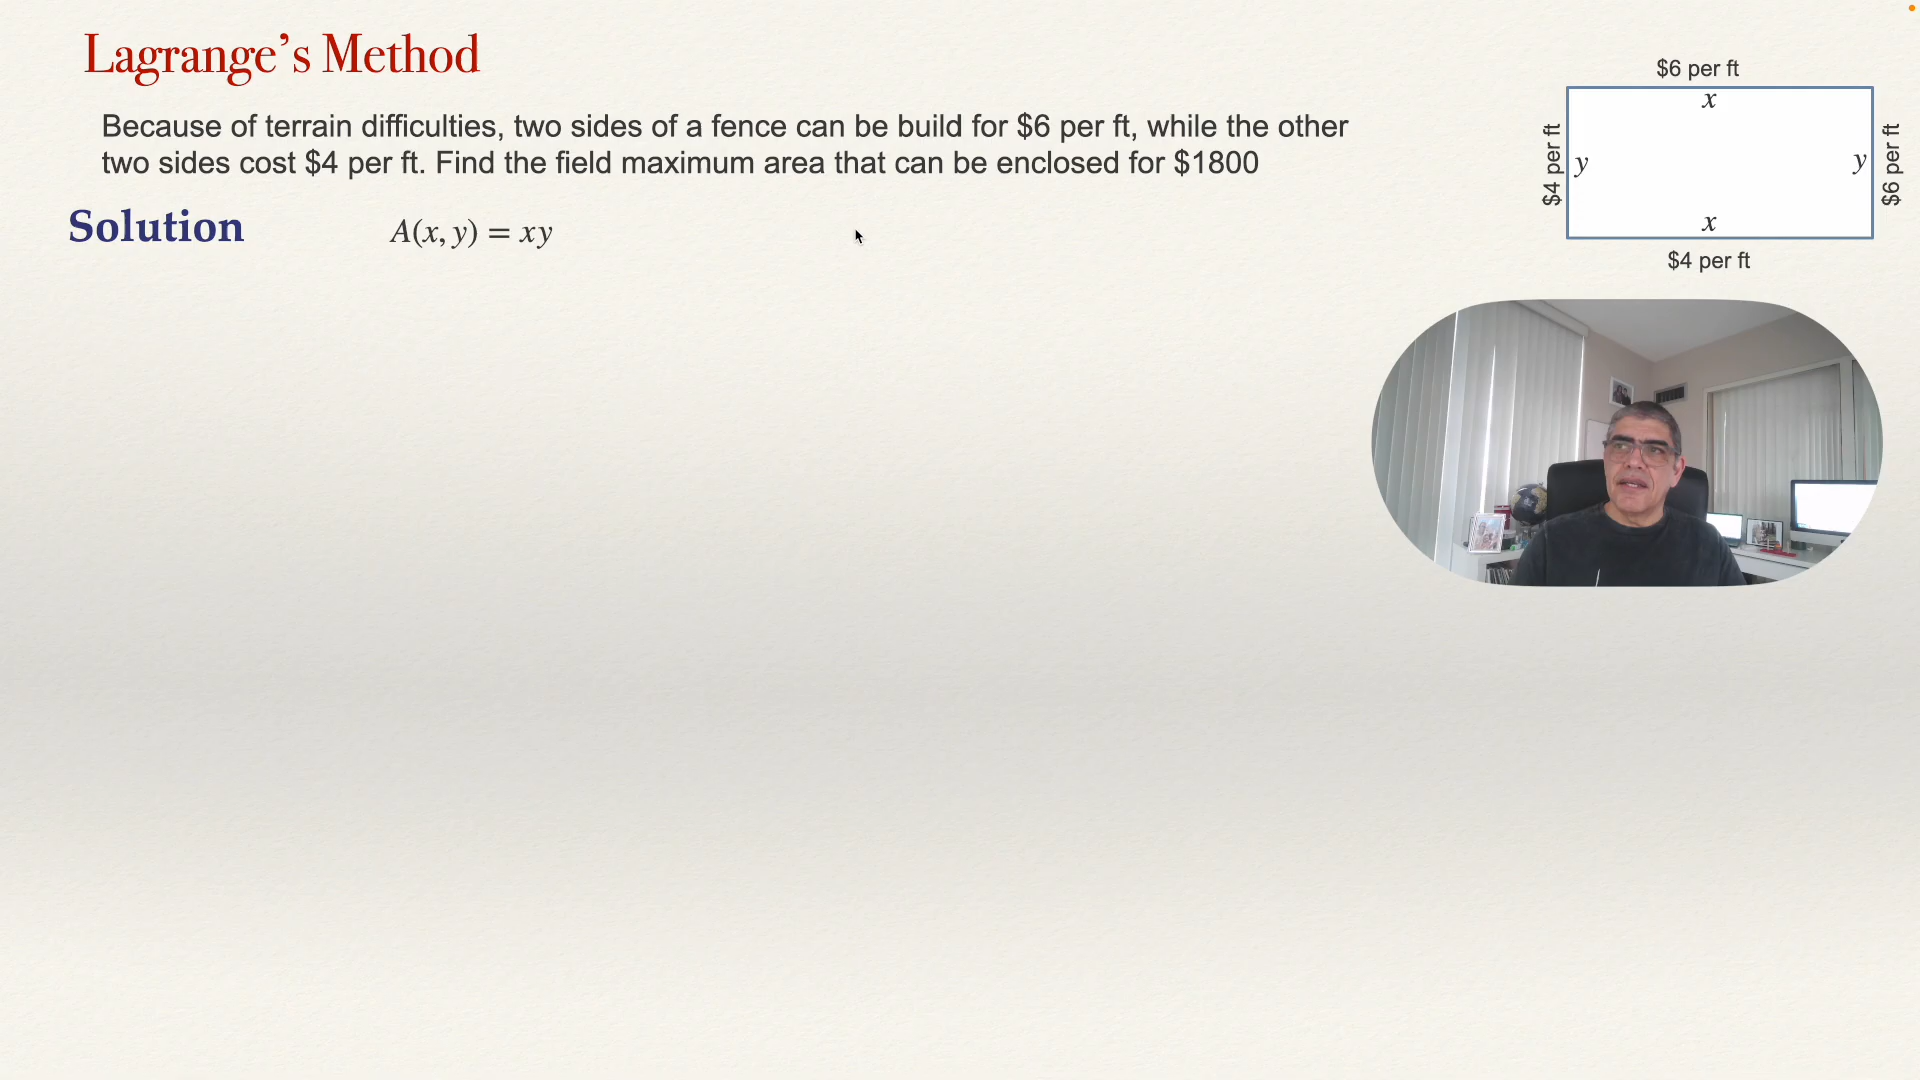 Lagrange’s Method
Because of terrain difficulties, two sides of a fence can be build for $6 per ft, while the other
two sides cost $4 per ft. Find the field maximum area that can be enclosed for $1800
Solution
A(x, y) = xy
$6 per ft
x
$4 per ft
y
y
$6 per ft
x
$4 per ft